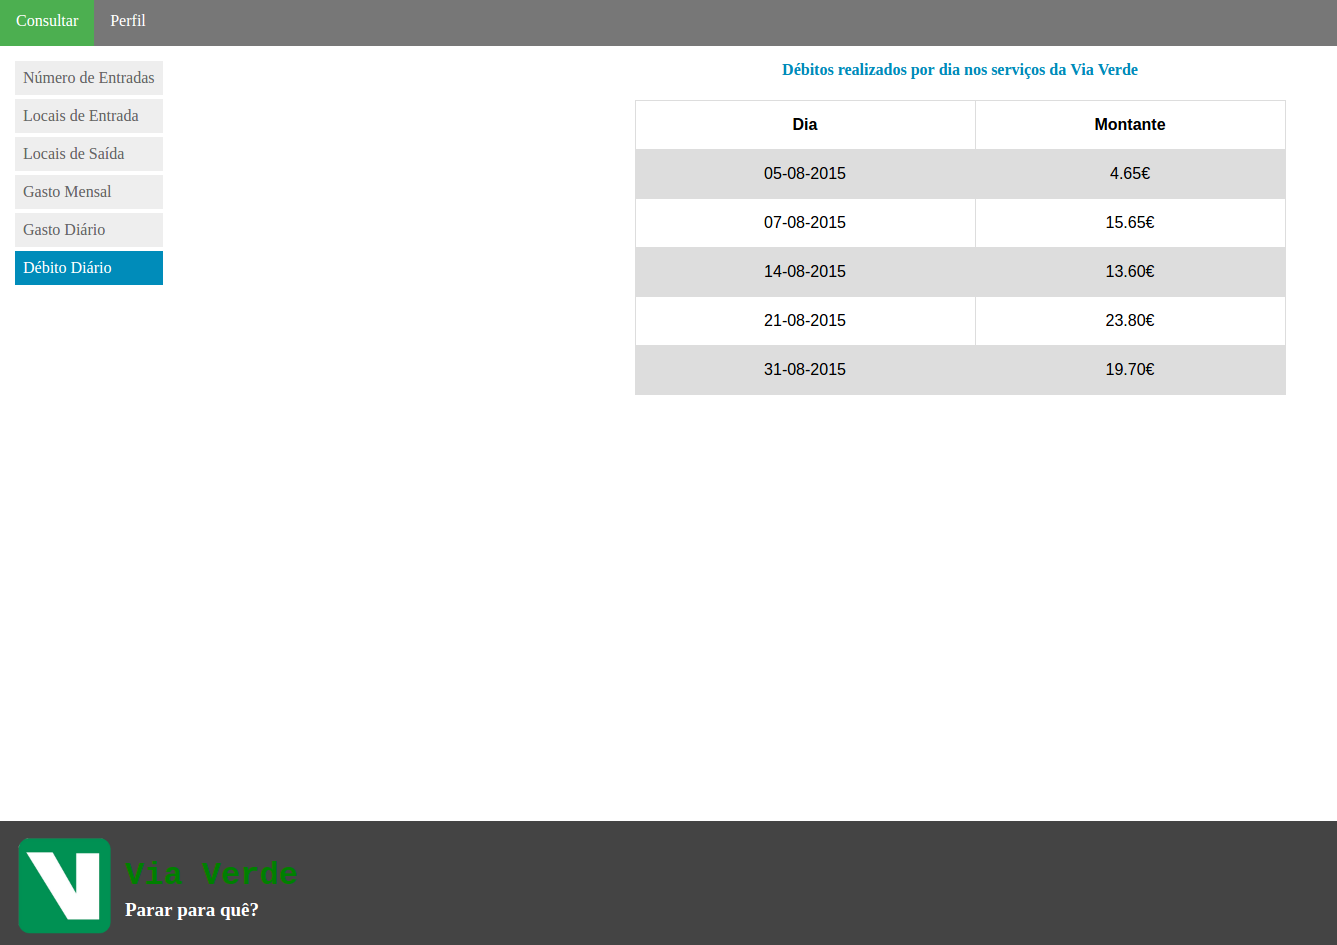 Consultar Perfil
Número de Entradas
Locais de Entrada
Locais de Saída
Gasto Mensal
Gasto Diário
Débito Diário
Débitos realizados por dia nos serviços da Via Verde
Dia Montante
05-08-2015 4.65€
07-08-2015 15.65€
14-08-2015 13.60€
21-08-2015 23.80€
31-08-2015 19.70€
Via Verde
Parar para quê?